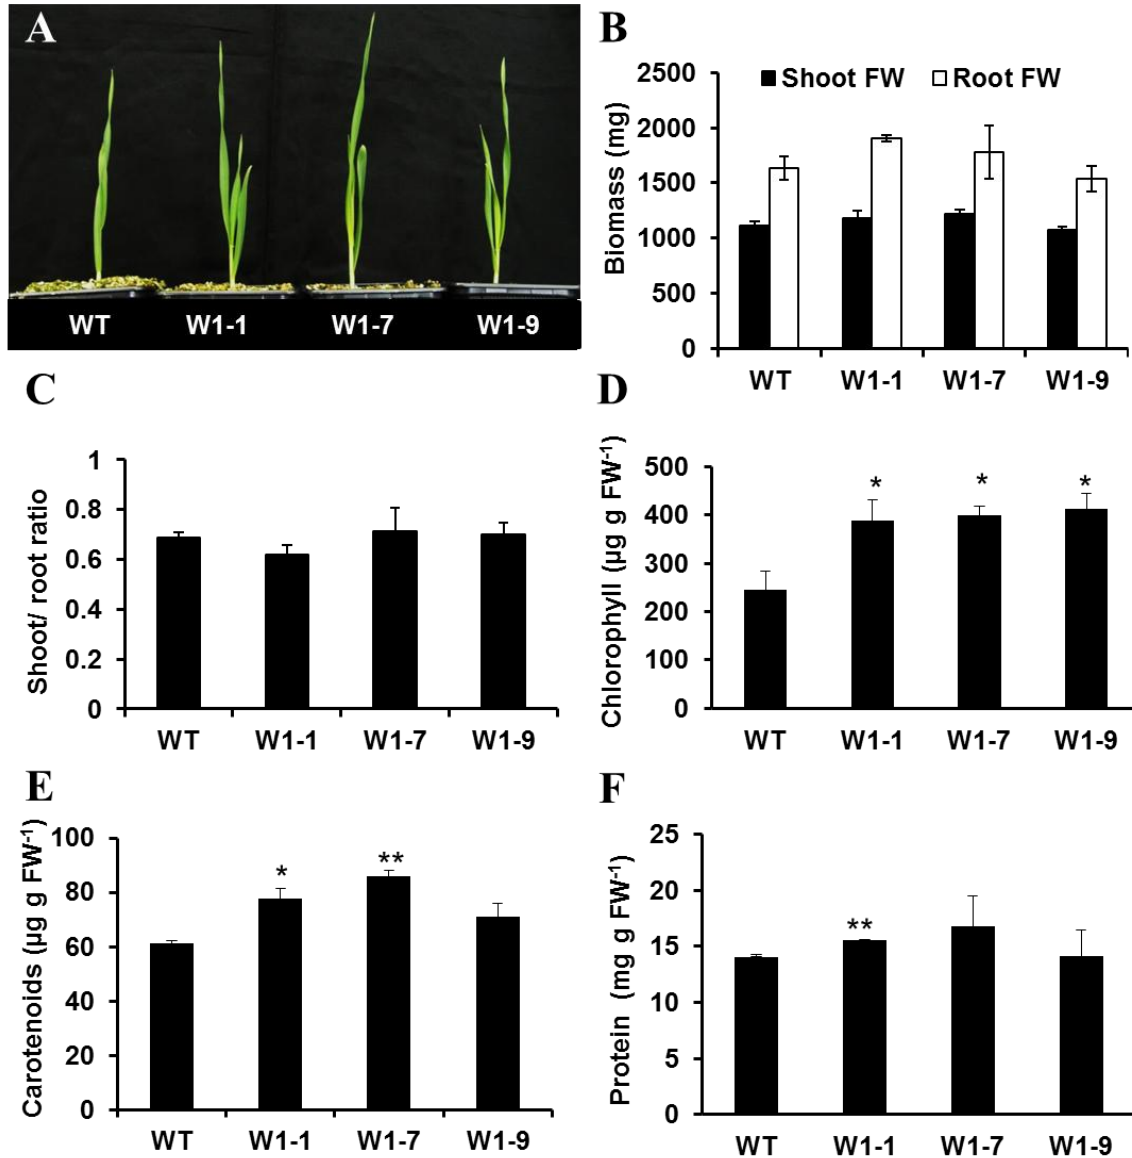 A
WT W1-1 W1-7 W1-9
B
Shoot FW Root FW
Biomass (mg)
2500
2000
1500
1000
500
0
WT W1-1 W1-7 W1-9
C
Shoot/ root ratio
1
0.8
0.6
0.4
0.2
0
WT W1-1 W1-7 W1-9
D
Chlorophyll (µg g FW⁻¹)
500
400
300
200
100
0
* * *
WT W1-1 W1-7 W1-9
E
Carotenoids (µg g FW⁻¹)
100
80
60
40
20
0
* **
WT W1-1 W1-7 W1-9
F
Protein (mg g FW⁻¹)
25
20
15
10
5
0
**
WT W1-1 W1-7 W1-9